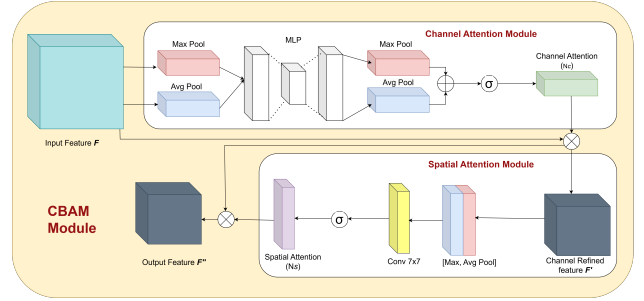 Channel Attention Module
Max Pool
MLP
Max Pool
Channel Attention
(Nc)
Avg Pool
Avg Pool
σ
Input Feature F
Spatial Attention Module
CBAM
Module
σ
Output Feature F"
Spatial Attention
(Ns)
Conv 7x7
[Max, Avg Pool]
Channel Refined
feature F'